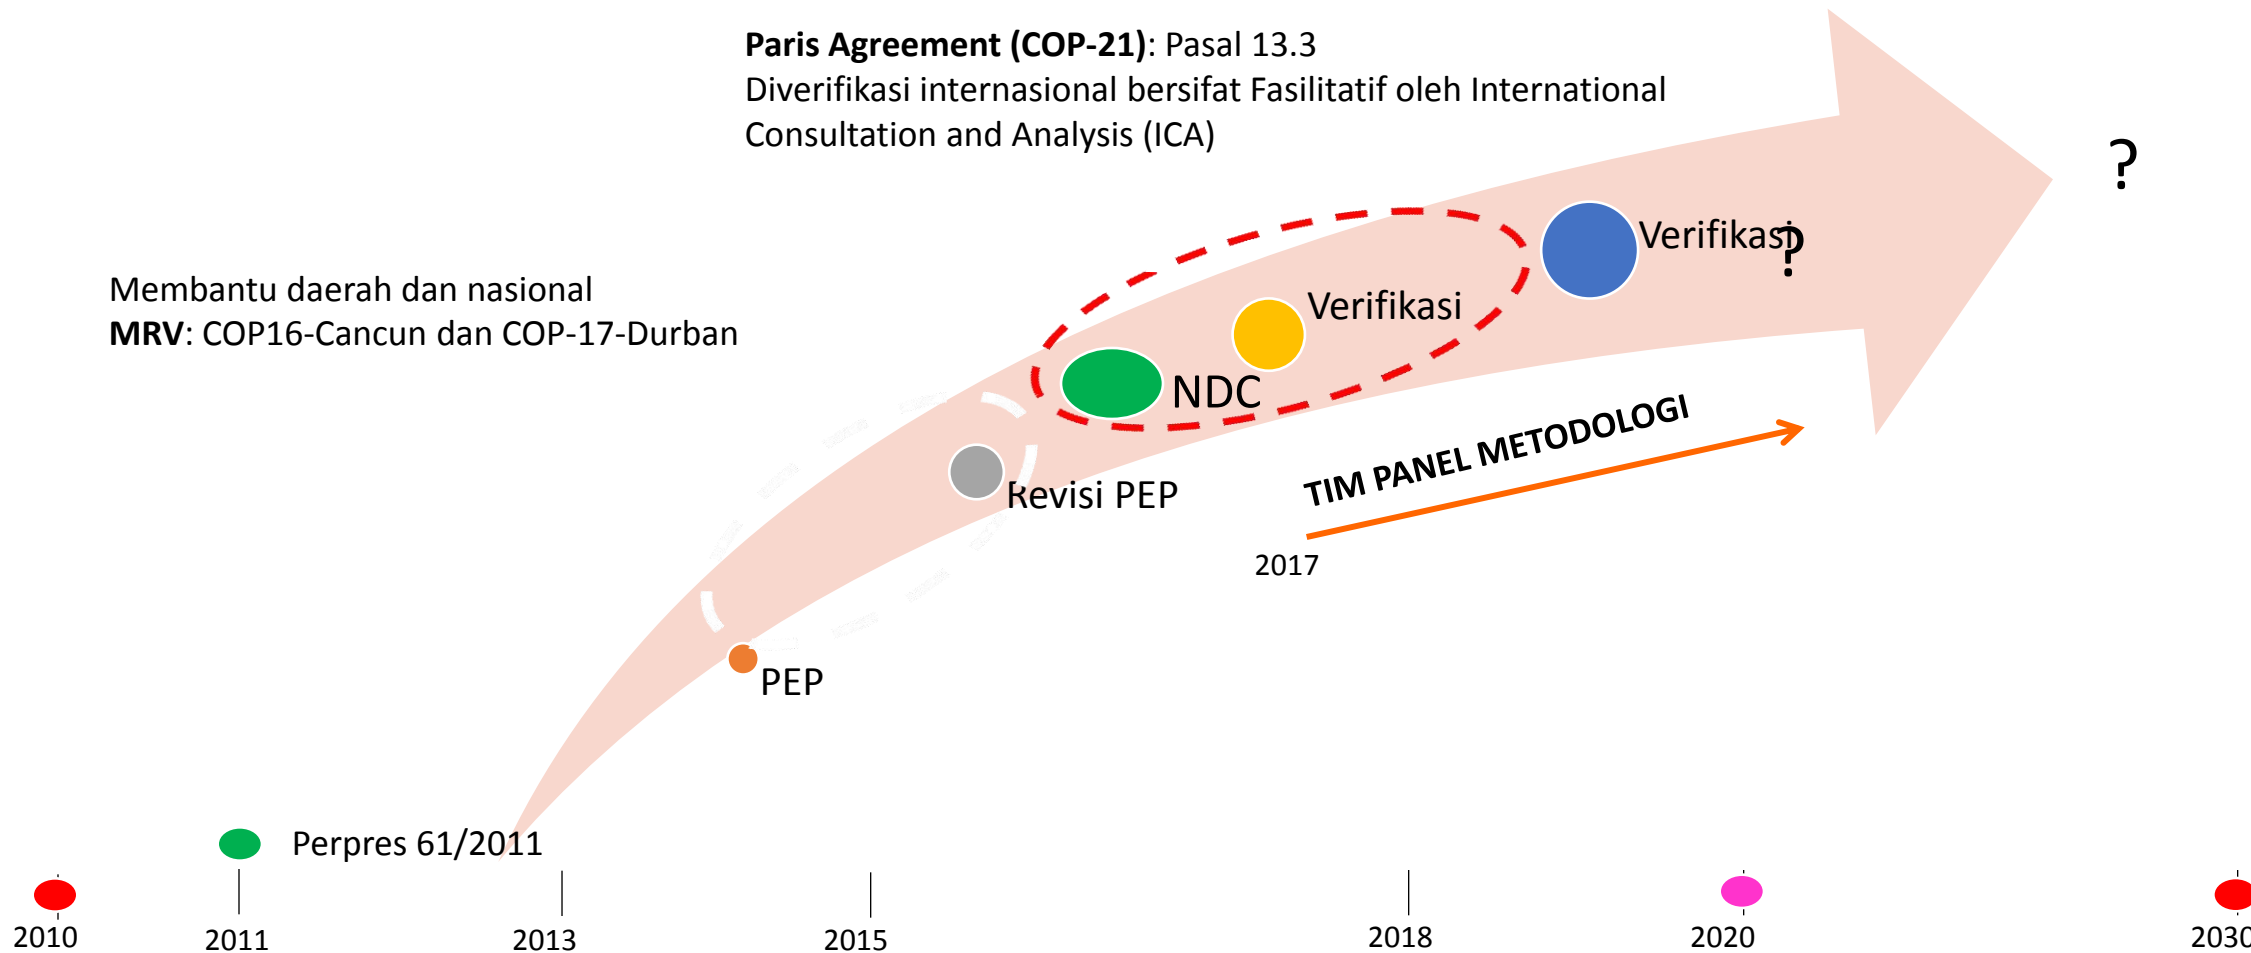 Paris Agreement (COP-21): Pasal 13.3
Diverifikasi internasional bersifat Fasilitatif oleh International
Consultation and Analysis (ICA)
?
Verifikasi
?
Membantu daerah dan nasional
MRV: COP16-Cancun dan COP-17-Durban
Verifikasi
NDC
TIM PANEL METODOLOGI
Revisi PEP
2017
PEP
Perpres 61/2011
2010
2011
2013
2015
2018
2020
2030